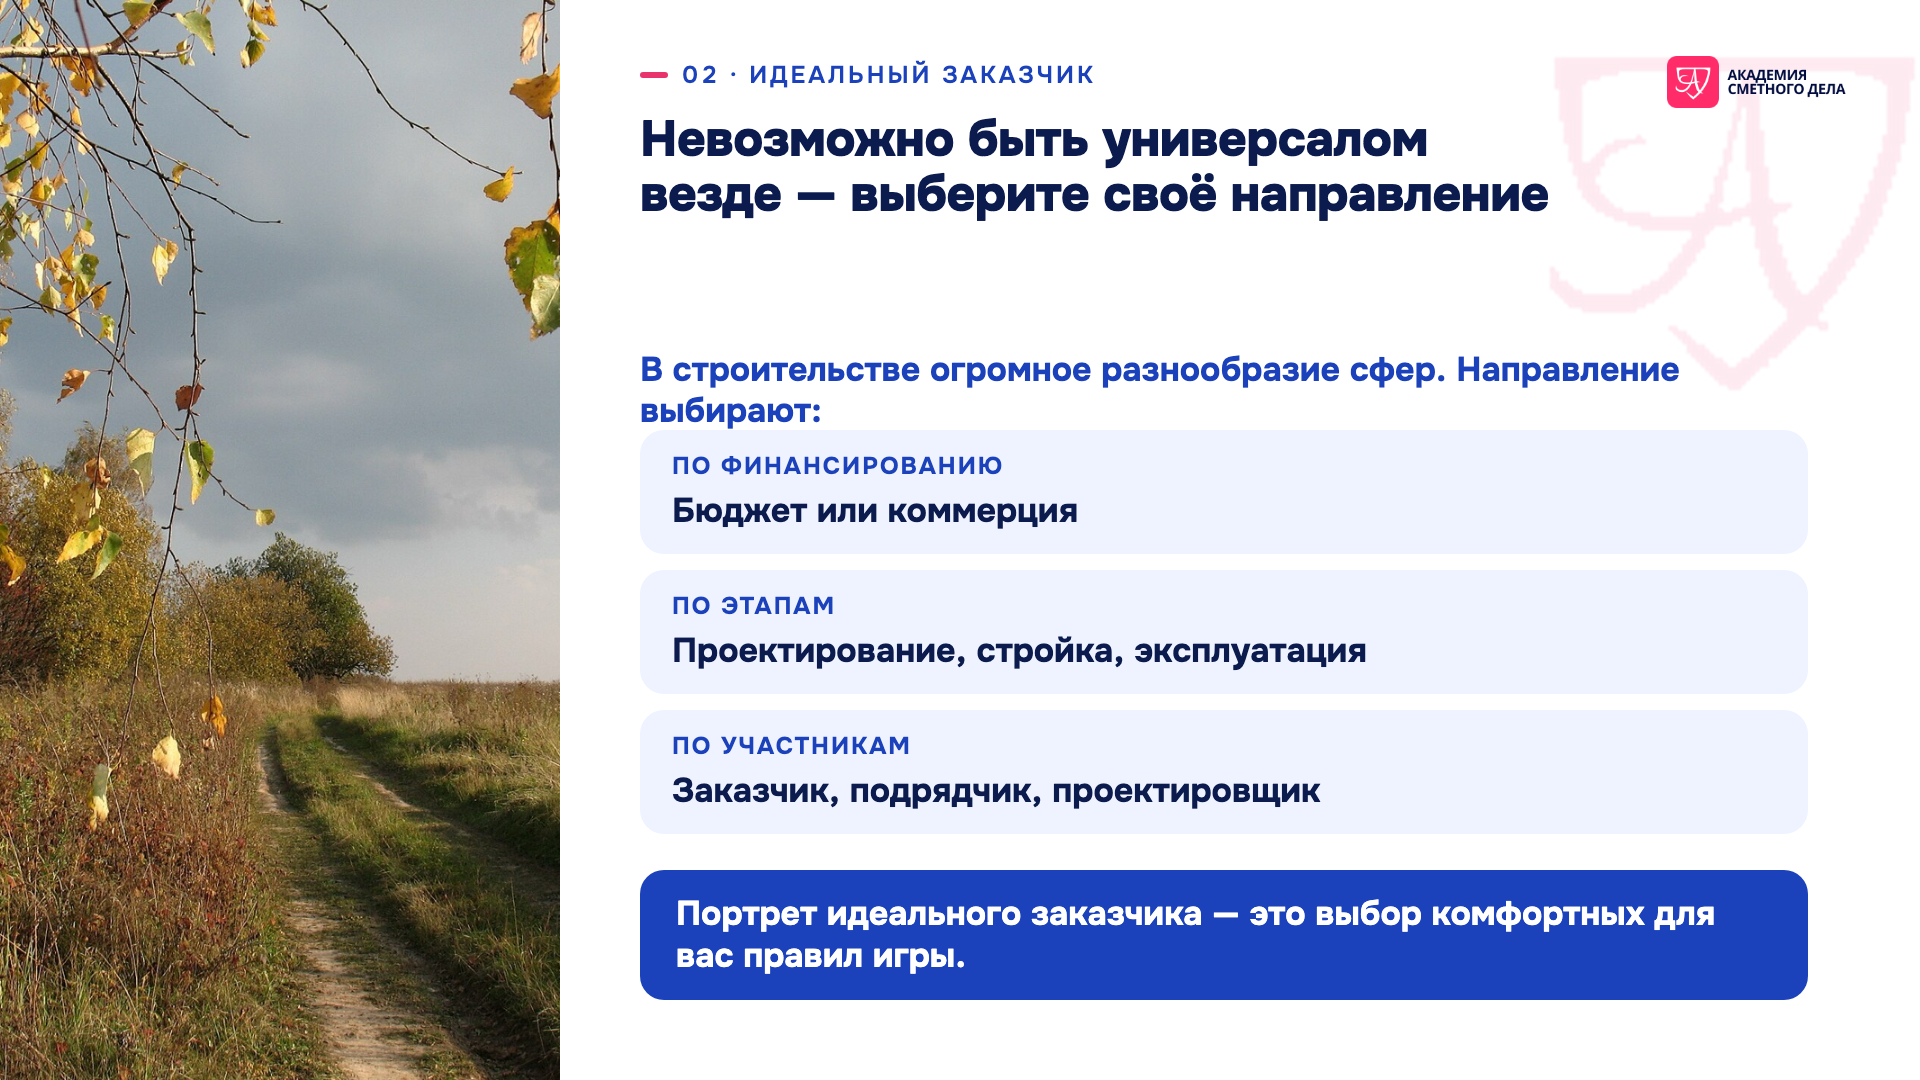 02 · ИДЕАЛЬНЫЙ ЗАКАЗЧИК
АКАДЕМИЯ
СМЕТНОГО ДЕЛА
Невозможно быть универсалом
везде — выберите своё направление
В строительстве огромное разнообразие сфер. Направление
выбирают:
ПО ФИНАНСИРОВАНИЮ
Бюджет или коммерция
ПО ЭТАПАМ
Проектирование, стройка, эксплуатация
ПО УЧАСТНИКАМ
Заказчик, подрядчик, проектировщик
Портрет идеального заказчика — это выбор комфортных для
вас правил игры.